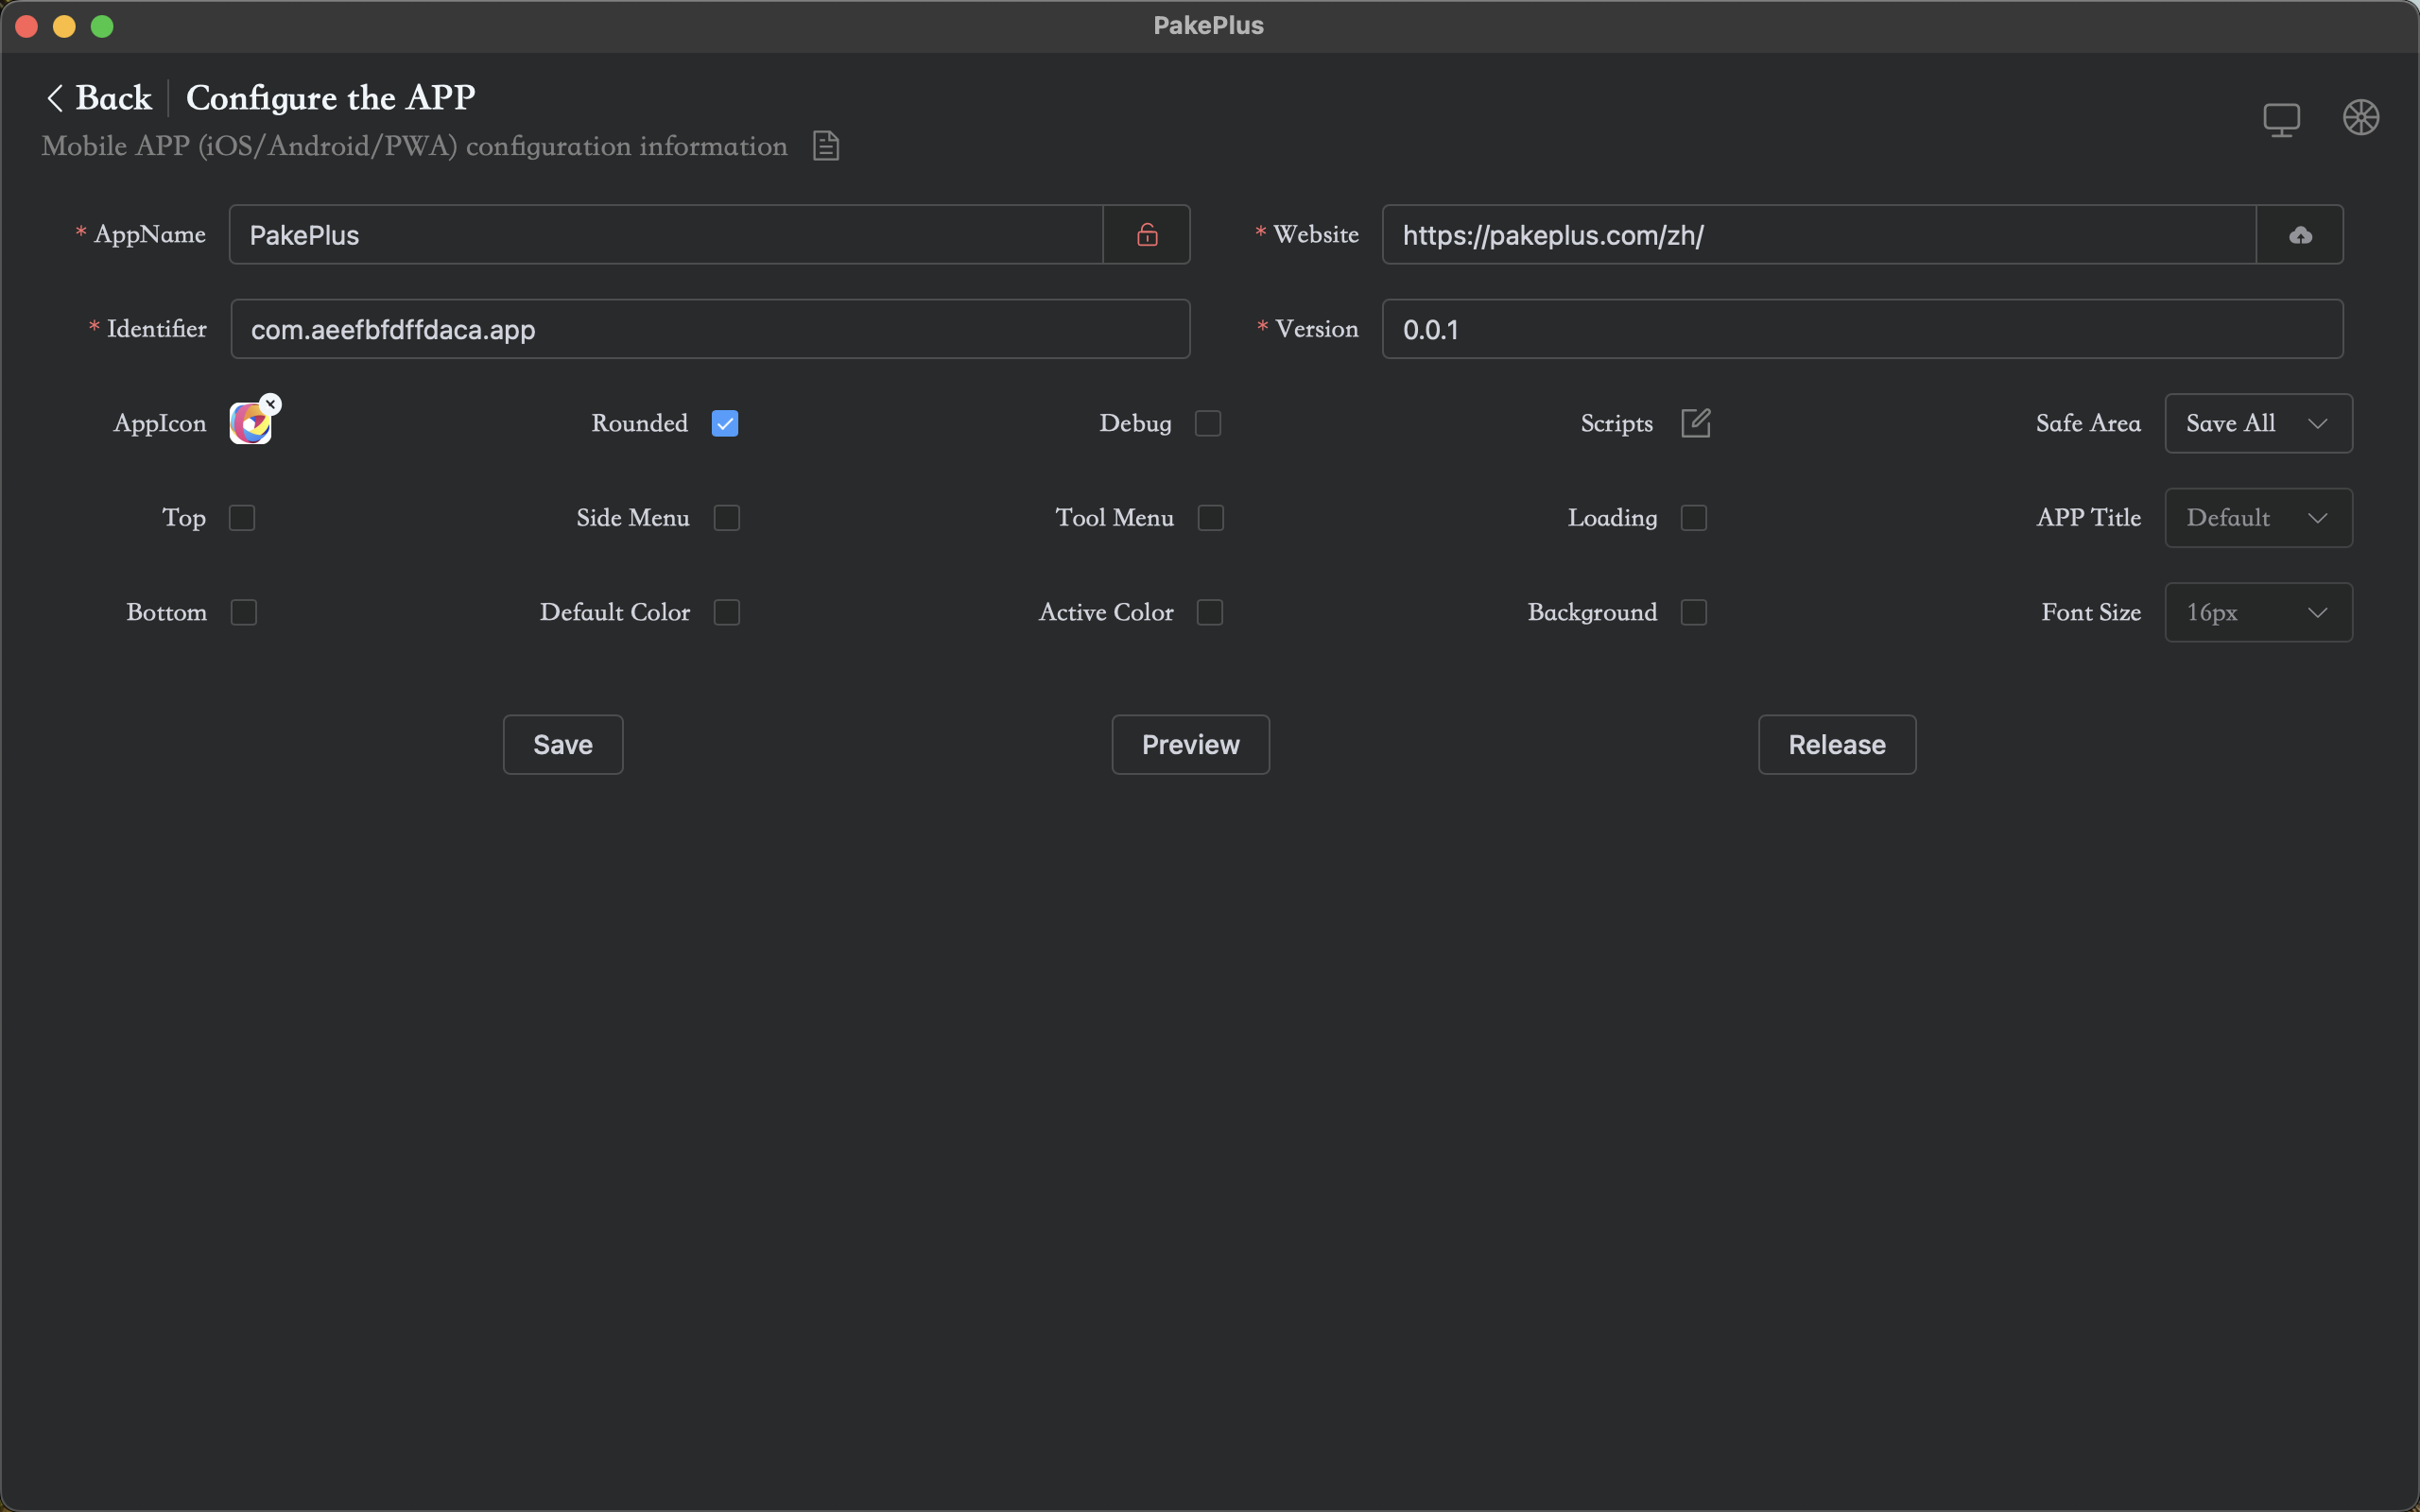 PakePlus
Back
Configure the APP
Mobile APP (iOS/Android/PWA) configuration information
* AppName
PakePlus
* Website
https://pakeplus.com/zh/
* Identifier
com.aeefbfdffdaca.app
* Version
0.0.1
AppIcon
Rounded
Debug
Scripts
Safe Area
Save All
Top
Side Menu
Tool Menu
Loading
APP Title
Default
Bottom
Default Color
Active Color
Background
Font Size
16px
Save
Preview
Release